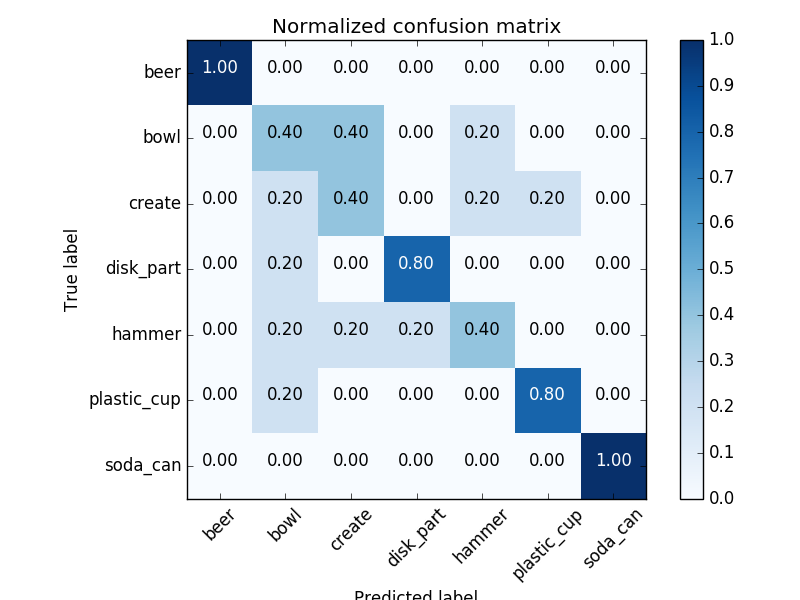 Normalized confusion matrix
True label
beer 1.00 0.00 0.00 0.00 0.00 0.00 0.00
bowl 0.00 0.40 0.40 0.00 0.20 0.00 0.00
create 0.00 0.20 0.40 0.00 0.20 0.20 0.00
disk_part 0.00 0.20 0.00 0.80 0.00 0.00 0.00
hammer 0.00 0.20 0.20 0.20 0.40 0.00 0.00
plastic_cup 0.00 0.20 0.00 0.00 0.00 0.80 0.00
soda_can 0.00 0.00 0.00 0.00 0.00 0.00 1.00
beer bowl create disk_part hammer plastic_cup soda_can
Predicted label
1.0
0.9
0.8
0.7
0.6
0.5
0.4
0.3
0.2
0.1
0.0